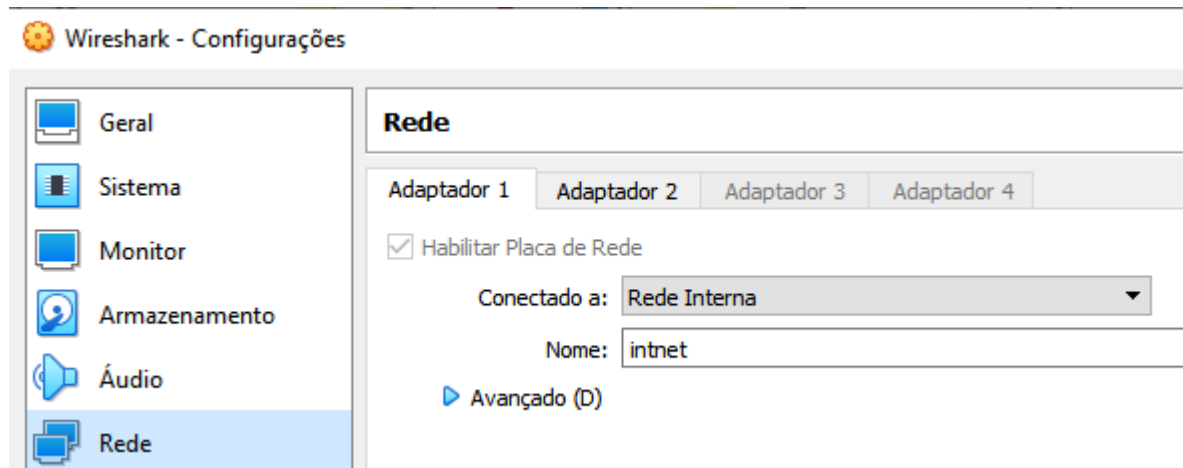 Wireshark - Configurações
Geral
Sistema
Monitor
Armazenamento
Áudio
Rede
Rede
Adaptador 1 Adaptador 2 Adaptador 3 Adaptador 4
Habilitar Placa de Rede
Conectado a: Rede Interna
Nome: intnet
Avançado (D)